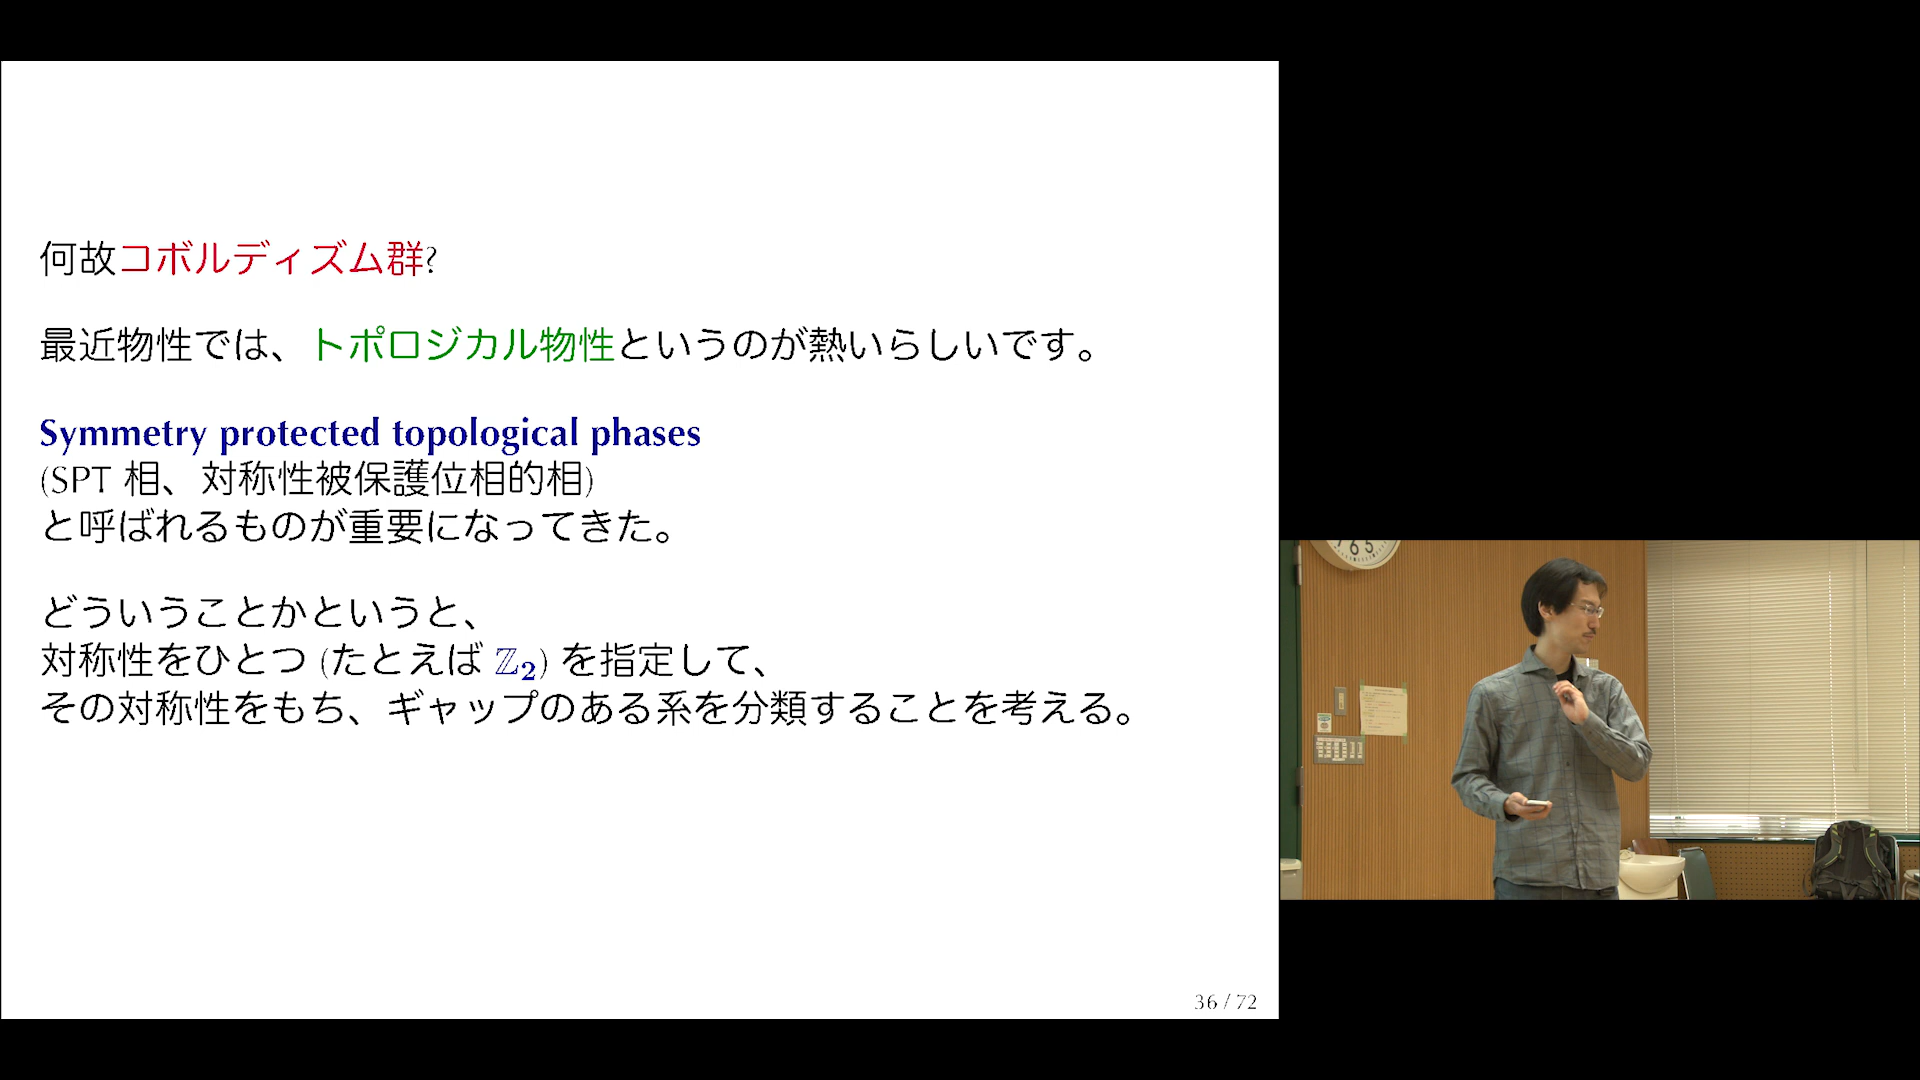 何故コボルディズム群?
最近物性では、トポロジカル物性というのが熱いらしいです。
Symmetry protected topological phases
(SPT 相、対称性被保護位相的相)
と呼ばれるものが重要になってきた。
どういうことかというと、
対称性をひとつ (たとえば ℤ₂) を指定して、
その対称性をもち、ギャップのある系を分類することを考える。
36 / 72
6 5